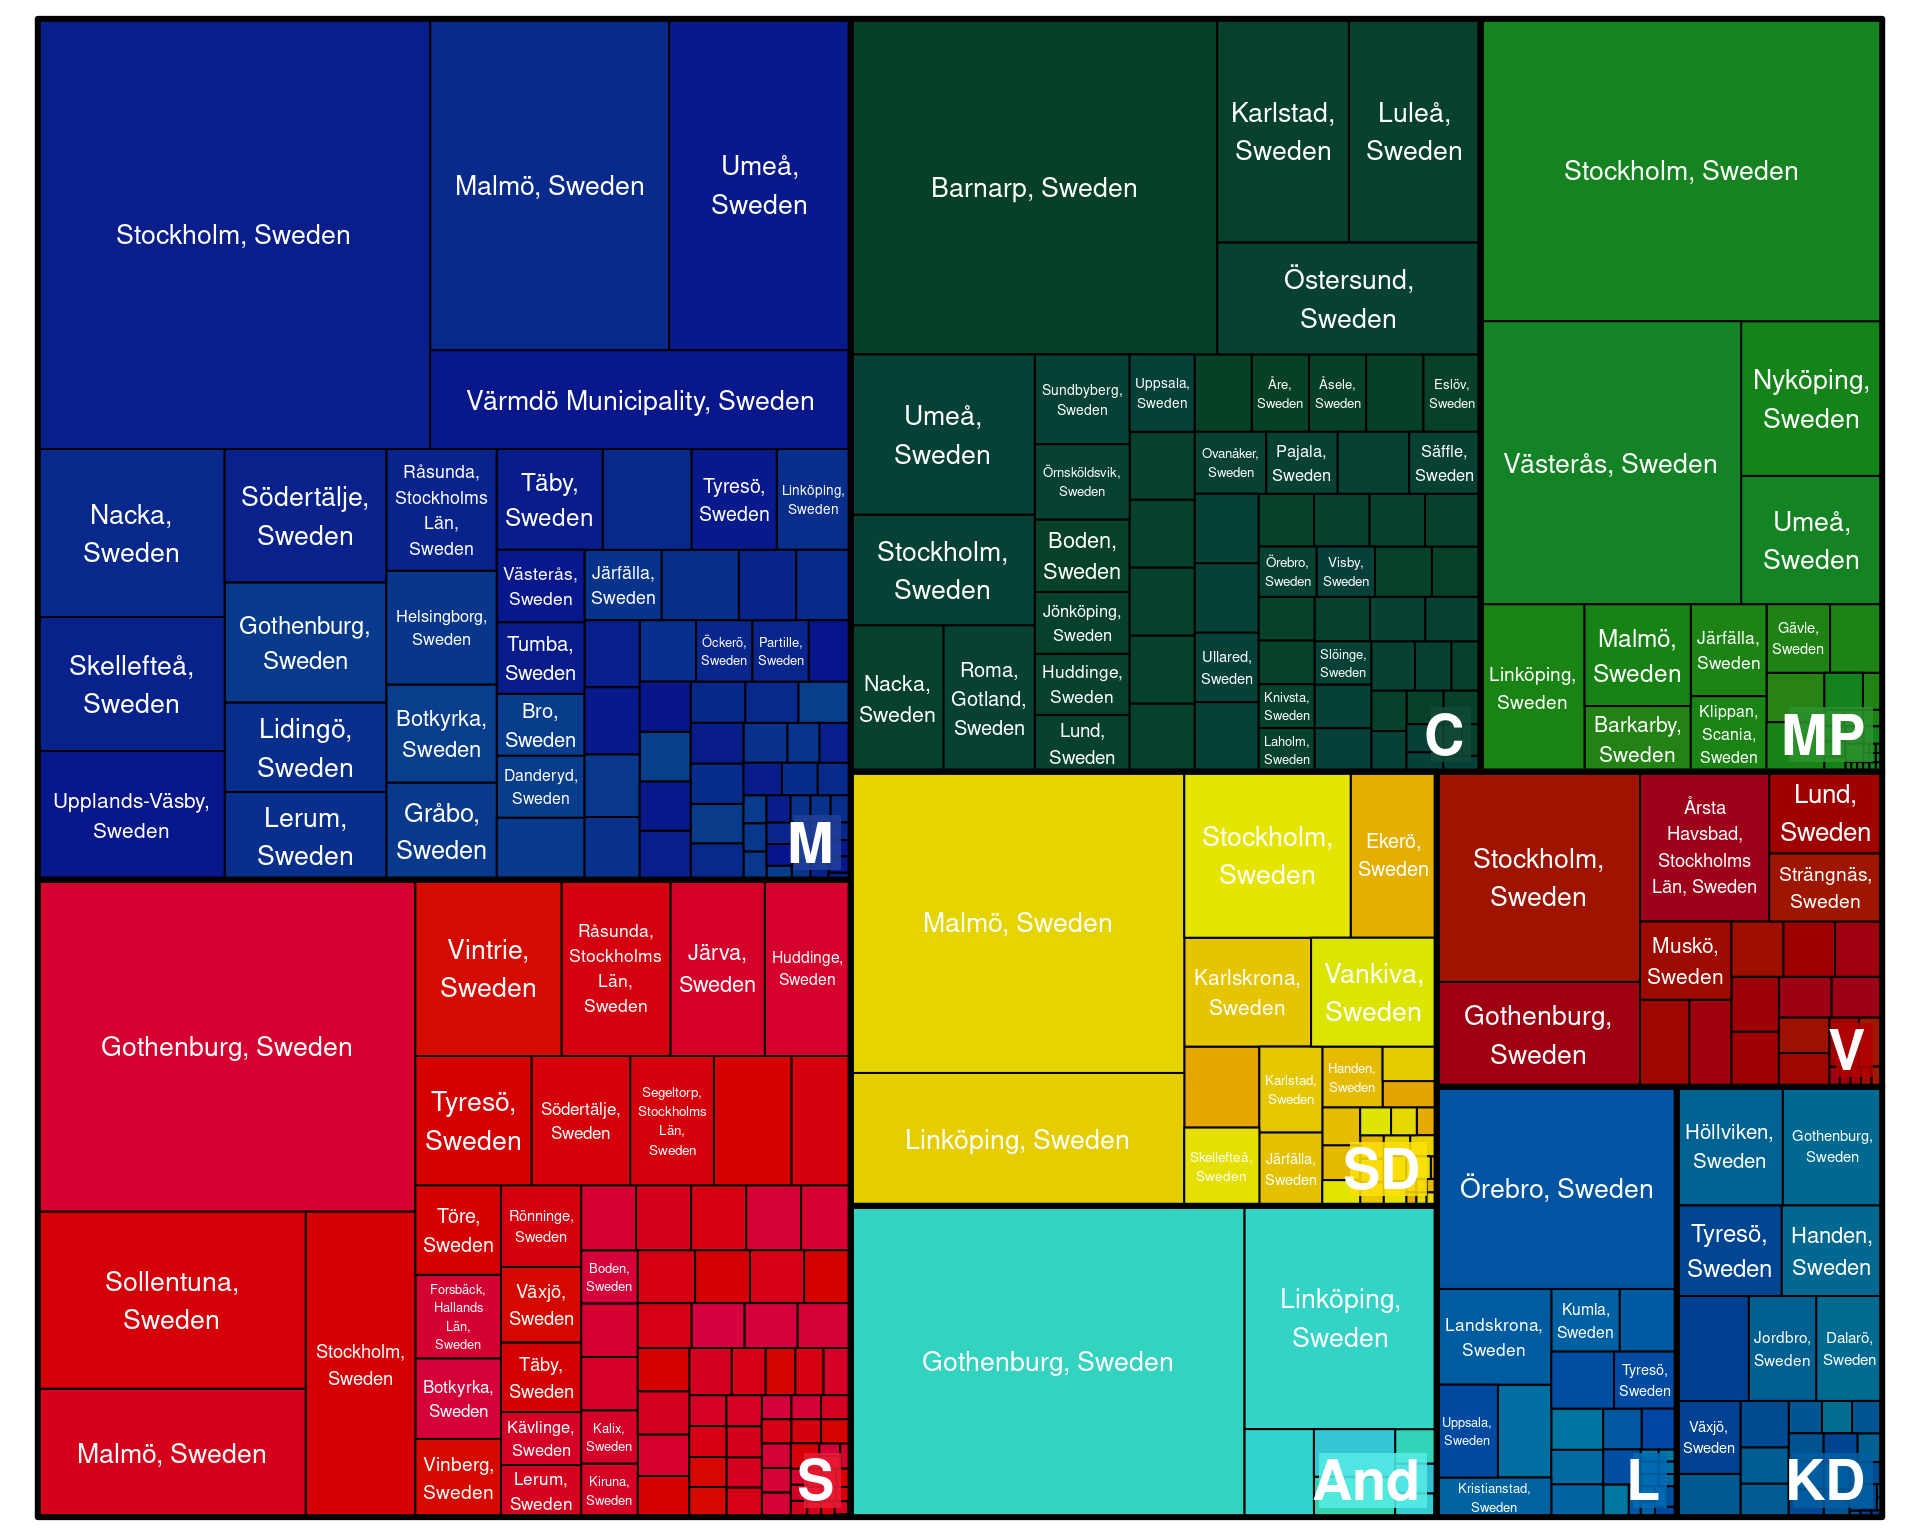 Stockholm, Sweden
Malmö, Sweden
Umeå,
Sweden
Värmdö Municipality, Sweden
Nacka,
Sweden
Skellefteå,
Sweden
Upplands-Väsby,
Sweden
Södertälje,
Sweden
Gothenburg,
Sweden
Lidingö,
Sweden
Lerum,
Sweden
Råsunda,
Stockholms
Län,
Sweden
Helsingborg,
Sweden
Botkyrka,
Sweden
Gråbo,
Sweden
Täby,
Sweden
Tyresö,
Sweden
Linköping,
Sweden
Västerås,
Sweden
Järfälla,
Sweden
Tumba,
Sweden
Öckerö,
Sweden
Partille,
Sweden
Bro,
Sweden
Danderyd,
Sweden
M
Barnarp, Sweden
Karlstad,
Sweden
Luleå,
Sweden
Östersund,
Sweden
Umeå,
Sweden
Stockholm,
Sweden
Nacka,
Sweden
Roma,
Gotland,
Sweden
Sundbyberg,
Sweden
Örnsköldsvik,
Sweden
Boden,
Sweden
Jönköping,
Sweden
Huddinge,
Sweden
Lund,
Sweden
Uppsala,
Sweden
Åre,
Sweden
Åsele,
Sweden
Eslöv,
Sweden
Ovanåker,
Sweden
Pajala,
Sweden
Säffle,
Sweden
Örebro,
Sweden
Visby,
Sweden
Ullared,
Sweden
Slöinge,
Sweden
Knivsta,
Sweden
Laholm,
Sweden
C
Stockholm, Sweden
Västerås, Sweden
Nyköping,
Sweden
Umeå,
Sweden
Linköping,
Sweden
Malmö,
Sweden
Barkarby,
Sweden
Järfälla,
Sweden
Klippan,
Scania,
Sweden
Gävle,
Sweden
MP
Gothenburg, Sweden
Sollentuna,
Sweden
Malmö, Sweden
Stockholm,
Sweden
Vintrie,
Sweden
Råsunda,
Stockholms
Län,
Sweden
Järva,
Sweden
Huddinge,
Sweden
Tyresö,
Sweden
Södertälje,
Sweden
Segeltorp,
Stockholms
Län,
Sweden
Töre,
Sweden
Forsbäck,
Hallands
Län,
Sweden
Botkyrka,
Sweden
Vinberg,
Sweden
Rönninge,
Sweden
Växjö,
Sweden
Täby,
Sweden
Kävlinge,
Sweden
Lerum,
Sweden
Boden,
Sweden
Kalix,
Sweden
Kiruna,
Sweden
S
Malmö, Sweden
Linköping, Sweden
Stockholm,
Sweden
Ekerö,
Sweden
Karlskrona,
Sweden
Vankiva,
Sweden
Karlstad,
Sweden
Handen,
Sweden
Skellefteå,
Sweden
Järfälla,
Sweden
SD
Gothenburg, Sweden
Linköping,
Sweden
And
Stockholm,
Sweden
Gothenburg,
Sweden
Årsta
Havsbad,
Stockholms
Län, Sweden
Lund,
Sweden
Strängnäs,
Sweden
Muskö,
Sweden
V
Örebro, Sweden
Landskrona,
Sweden
Kumla,
Sweden
Tyresö,
Sweden
Uppsala,
Sweden
Kristianstad,
Sweden
L
Höllviken,
Sweden
Gothenburg,
Sweden
Tyresö,
Sweden
Handen,
Sweden
Jordbro,
Sweden
Dalarö,
Sweden
Växjö,
Sweden
KD